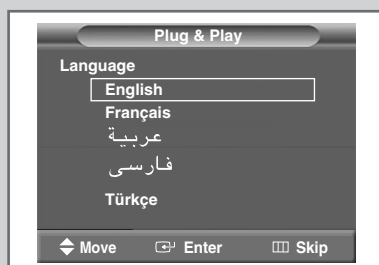 Plug & Play
Language
English
Français
عربية
فارسی
Türkçe
Move Enter Skip